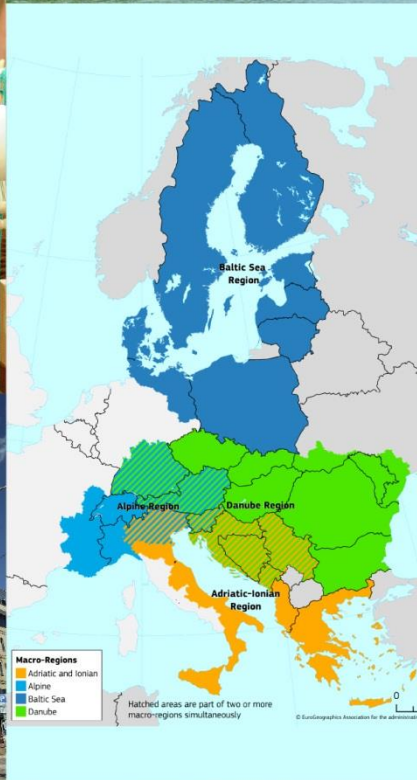 Baltic Sea
Region
Alpine Region
Danube Region
Adriatic-Ionian
Region
Macro-Regions
Adriatic and Ionian
Alpine
Baltic Sea
Danube
Hatched areas are part of two or more
macro-regions simultaneously
0
© EuroGeographics Association for the